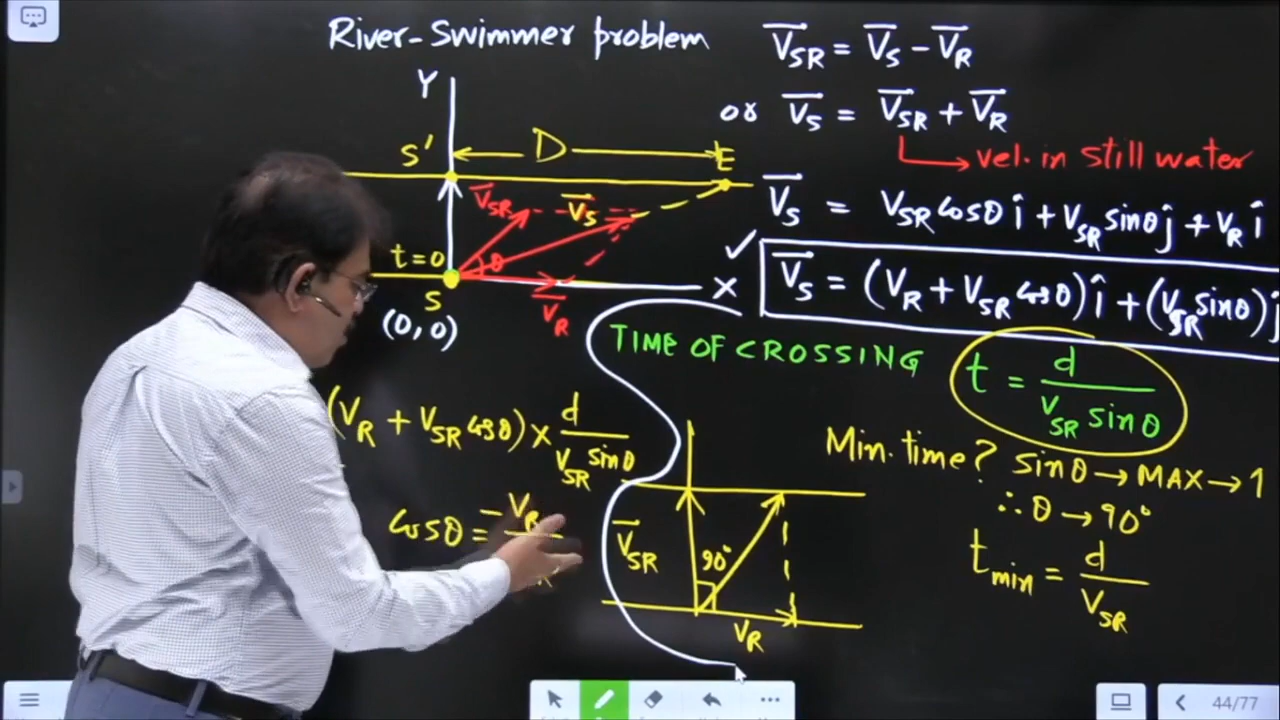 River-Swimmer problem
V̅SR = V̅S − V̅R
or V̅S = V̅SR + V̅R
vel. in still water
V̅S = VSR cosθ î + VSR sinθ ĵ + VR î
V̅S = (VR + VSR cosθ) î + (VSR sinθ) ĵ
Y
S'
D
E
V̅SR
V̅S
t = 0
θ
S
V̅R
X
(0, 0)
TIME OF CROSSING
t = d / VSR sinθ
(VR + VSR cosθ) × d / VSR sinθ
cosθ = −VR
Min. time? sinθ → MAX → 1
∴ θ → 90°
tmin = d / VSR
V̅SR
90°
VR
44/77